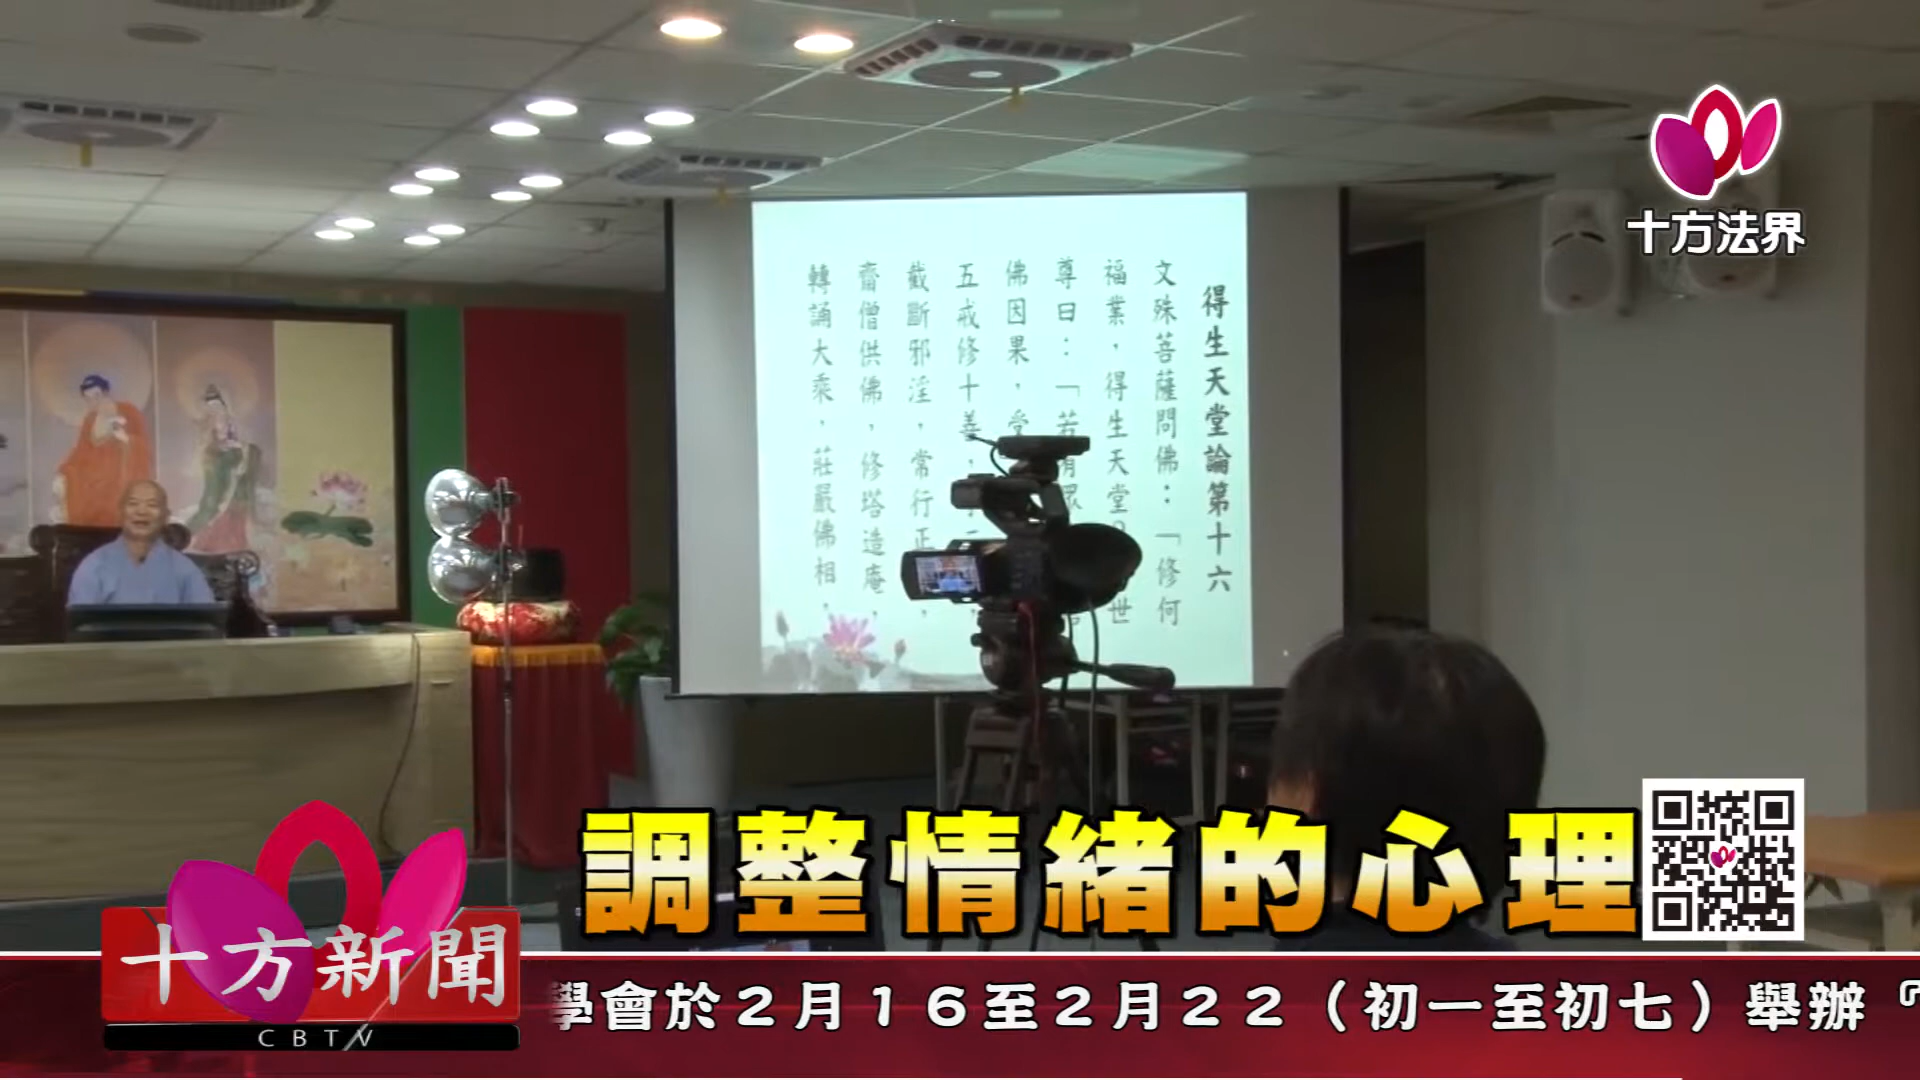 十方法界
得生天堂論第十六
文殊菩薩問佛：「修何
福業，得生天堂？世
尊曰：「若有眾
佛因果，受
五戒修十善，
截斷邪淫，常行正，
齋僧供佛，修塔造庵，
轉誦大乘，莊嚴佛相，
調整情緒的心理
十方新聞
CBTV
學會於2月16至2月22（初一至初七）舉辦『